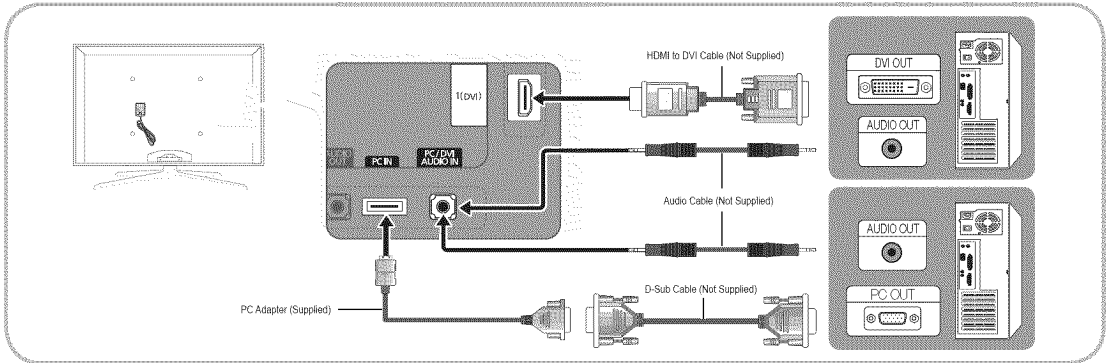 HDMI to DVI Cable (Not Supplied)
1(DVI)
PC IN
PC/DVI
AUDIO IN
OUT
DVI OUT
AUDIO OUT
Audio Cable (Not Supplied)
AUDIO OUT
PC OUT
D-Sub Cable (Not Supplied)
PC Adapter (Supplied)